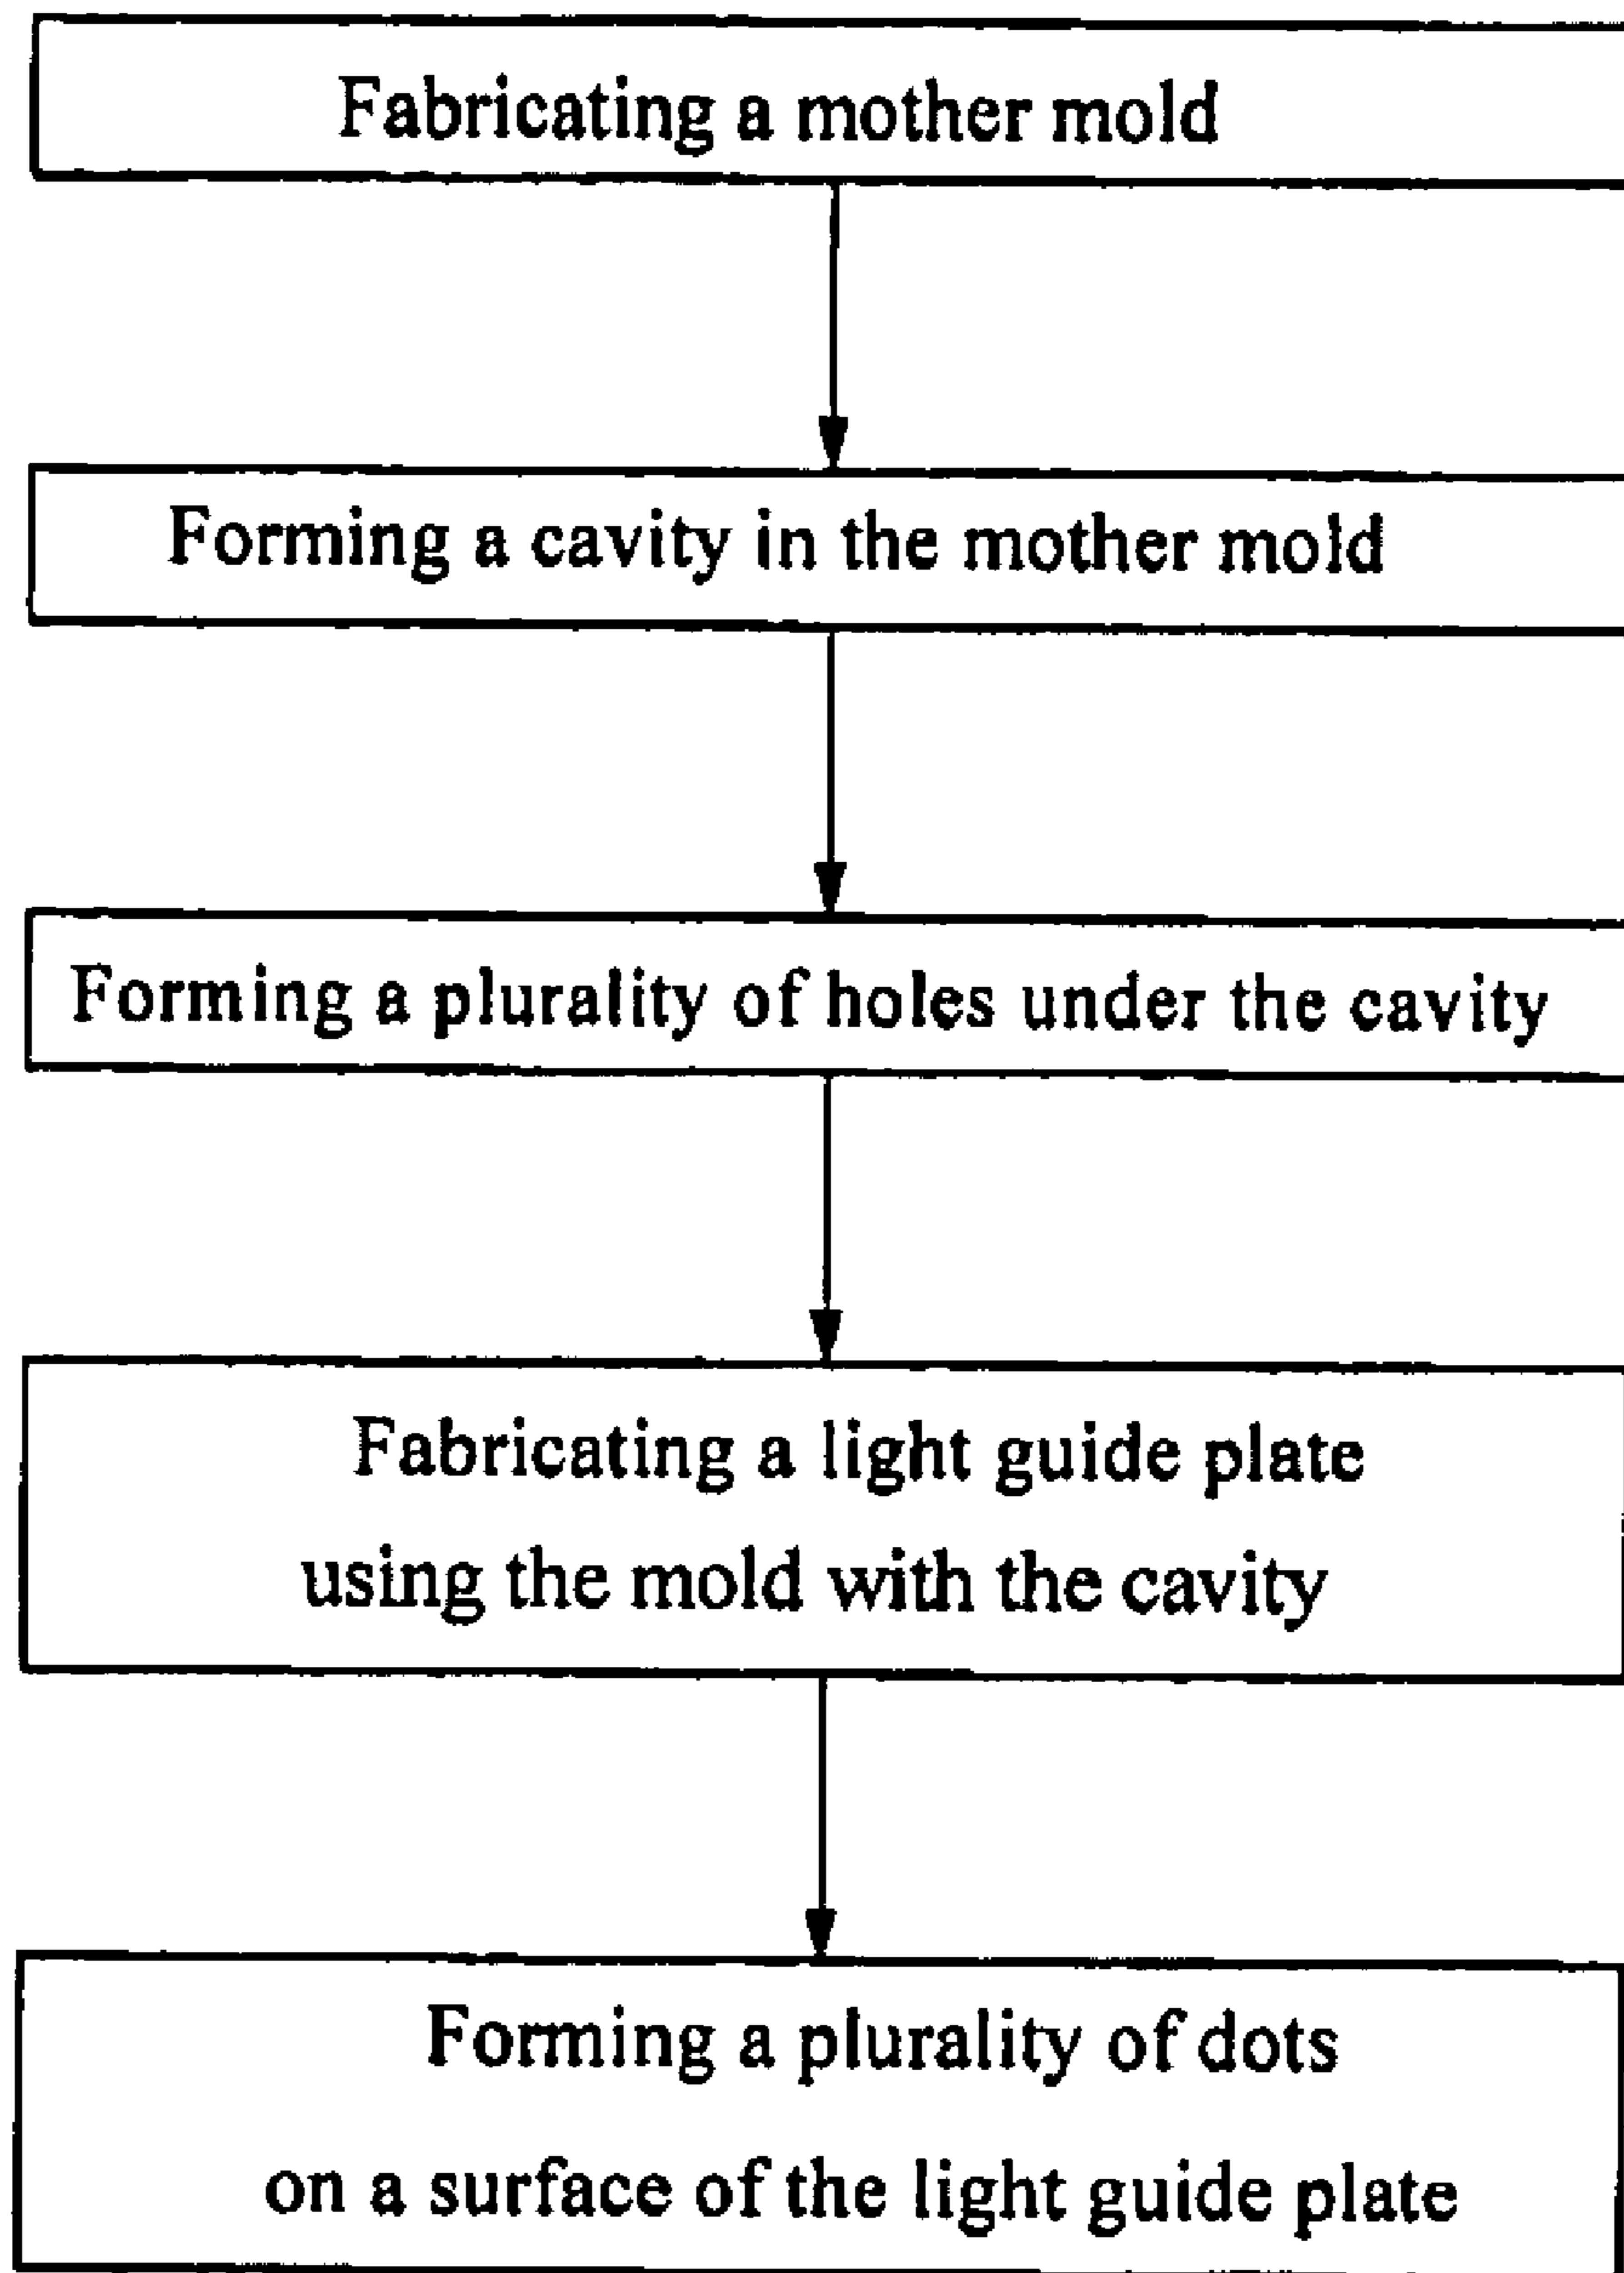 Fabricating a mother mold
Forming a cavity in the mother mold
Forming a plurality of holes under the cavity
Fabricating a light guide plate
using the mold with the cavity
Forming a plurality of dots
on a surface of the light guide plate